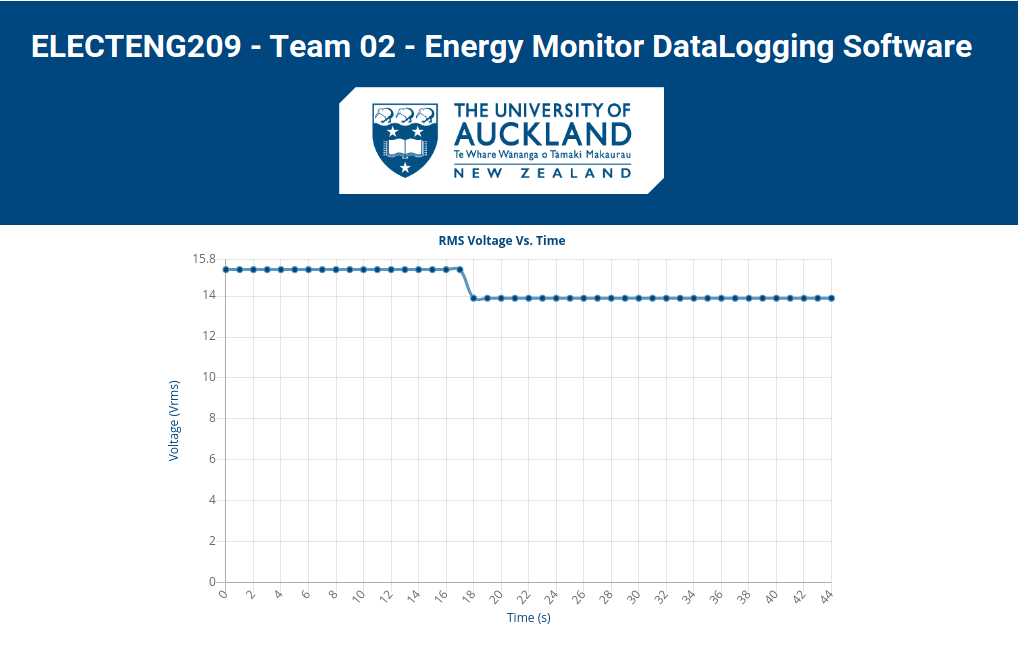 ELECTENG209 - Team 02 - Energy Monitor DataLogging Software
THE UNIVERSITY OF
AUCKLAND
Te Whare Wānanga o Tāmaki Makaurau
NEW ZEALAND
RMS Voltage Vs. Time
15.8
14
12
10
8
6
4
2
0
Voltage (Vrms)
0 2 4 6 8 10 12 14 16 18 20 22 24 26 28 30 32 34 36 38 40 42 44
Time (s)